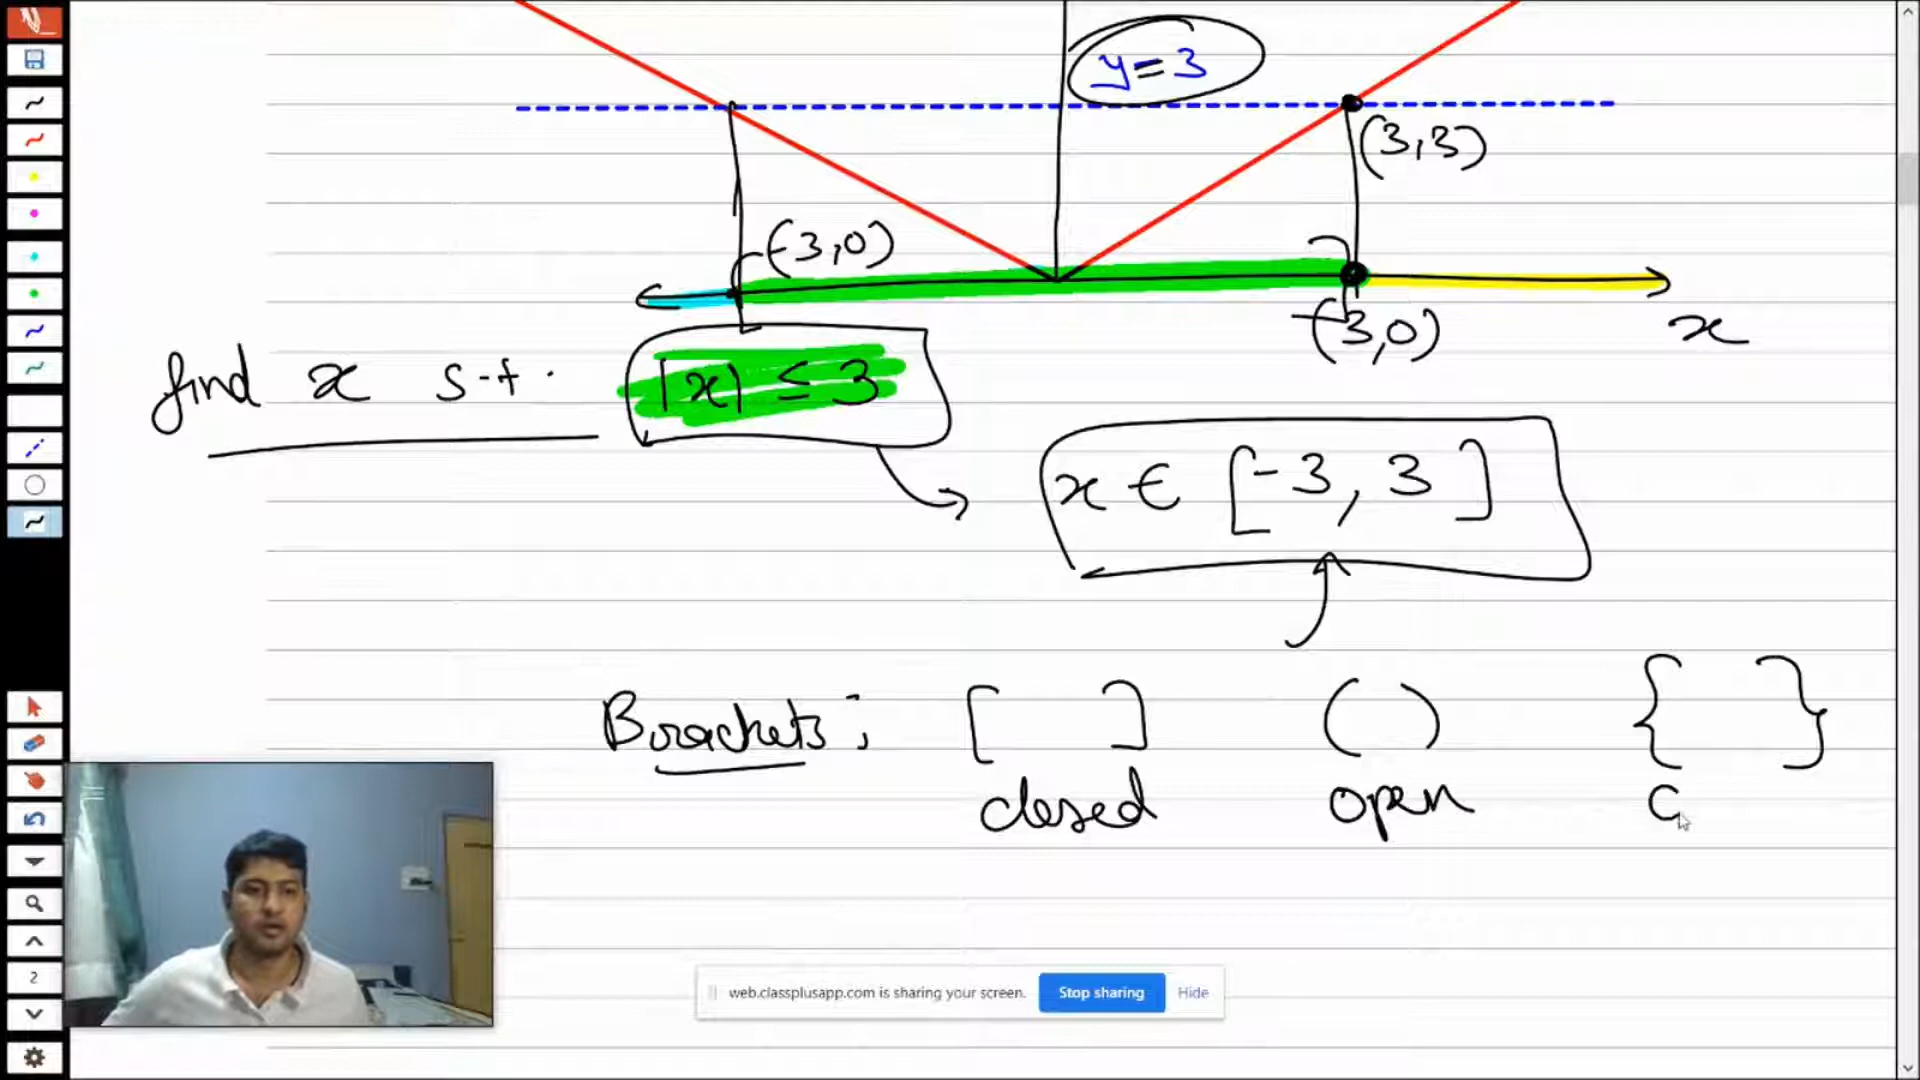 y=3
(3,3)
(-3,0)
(3,0)
x
find x s.t. |x| ≤ 3
x ∈ [-3, 3]
Brackets: [ ] ( ) { }
closed open C
2
web.classplusapp.com is sharing your screen. Stop sharing Hide